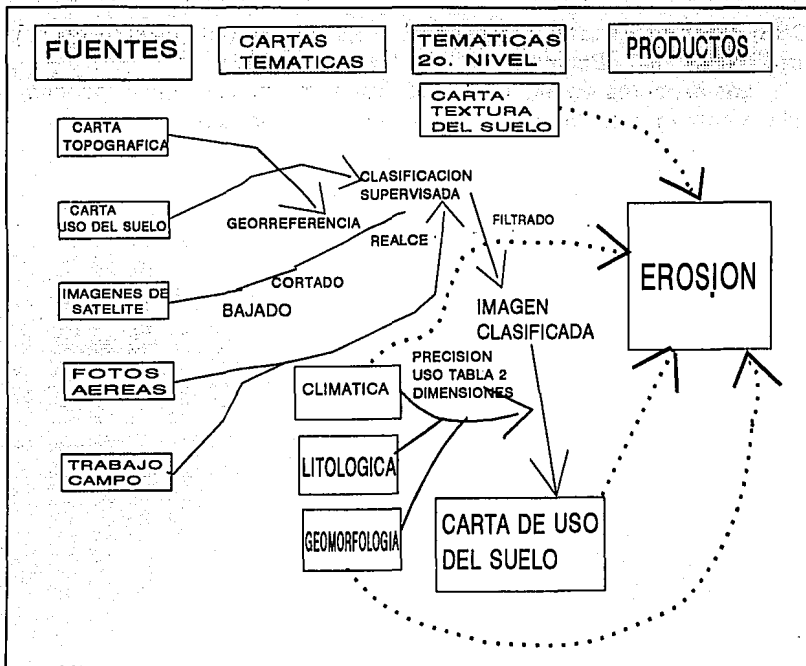 FUENTES
CARTAS
TEMATICAS
TEMATICAS
2o. NIVEL
PRODUCTOS
CARTA
TEXTURA
DEL SUELO
CARTA
TOPOGRAFICA
CLASIFICACION
SUPERVISADA
CARTA
USO DEL SUELO
GEORREFERENCIA
FILTRADO
REALCE
EROSION
CORTADO
IMAGENES DE
SATELITE
BAJADO
IMAGEN
CLASIFICADA
FOTOS
AEREAS
PRECISION
USO TABLA 2
DIMENSIONES
CLIMATICA
TRABAJO
CAMPO
LITOLOGICA
CARTA DE USO
DEL SUELO
GEOMORFOLOGIA